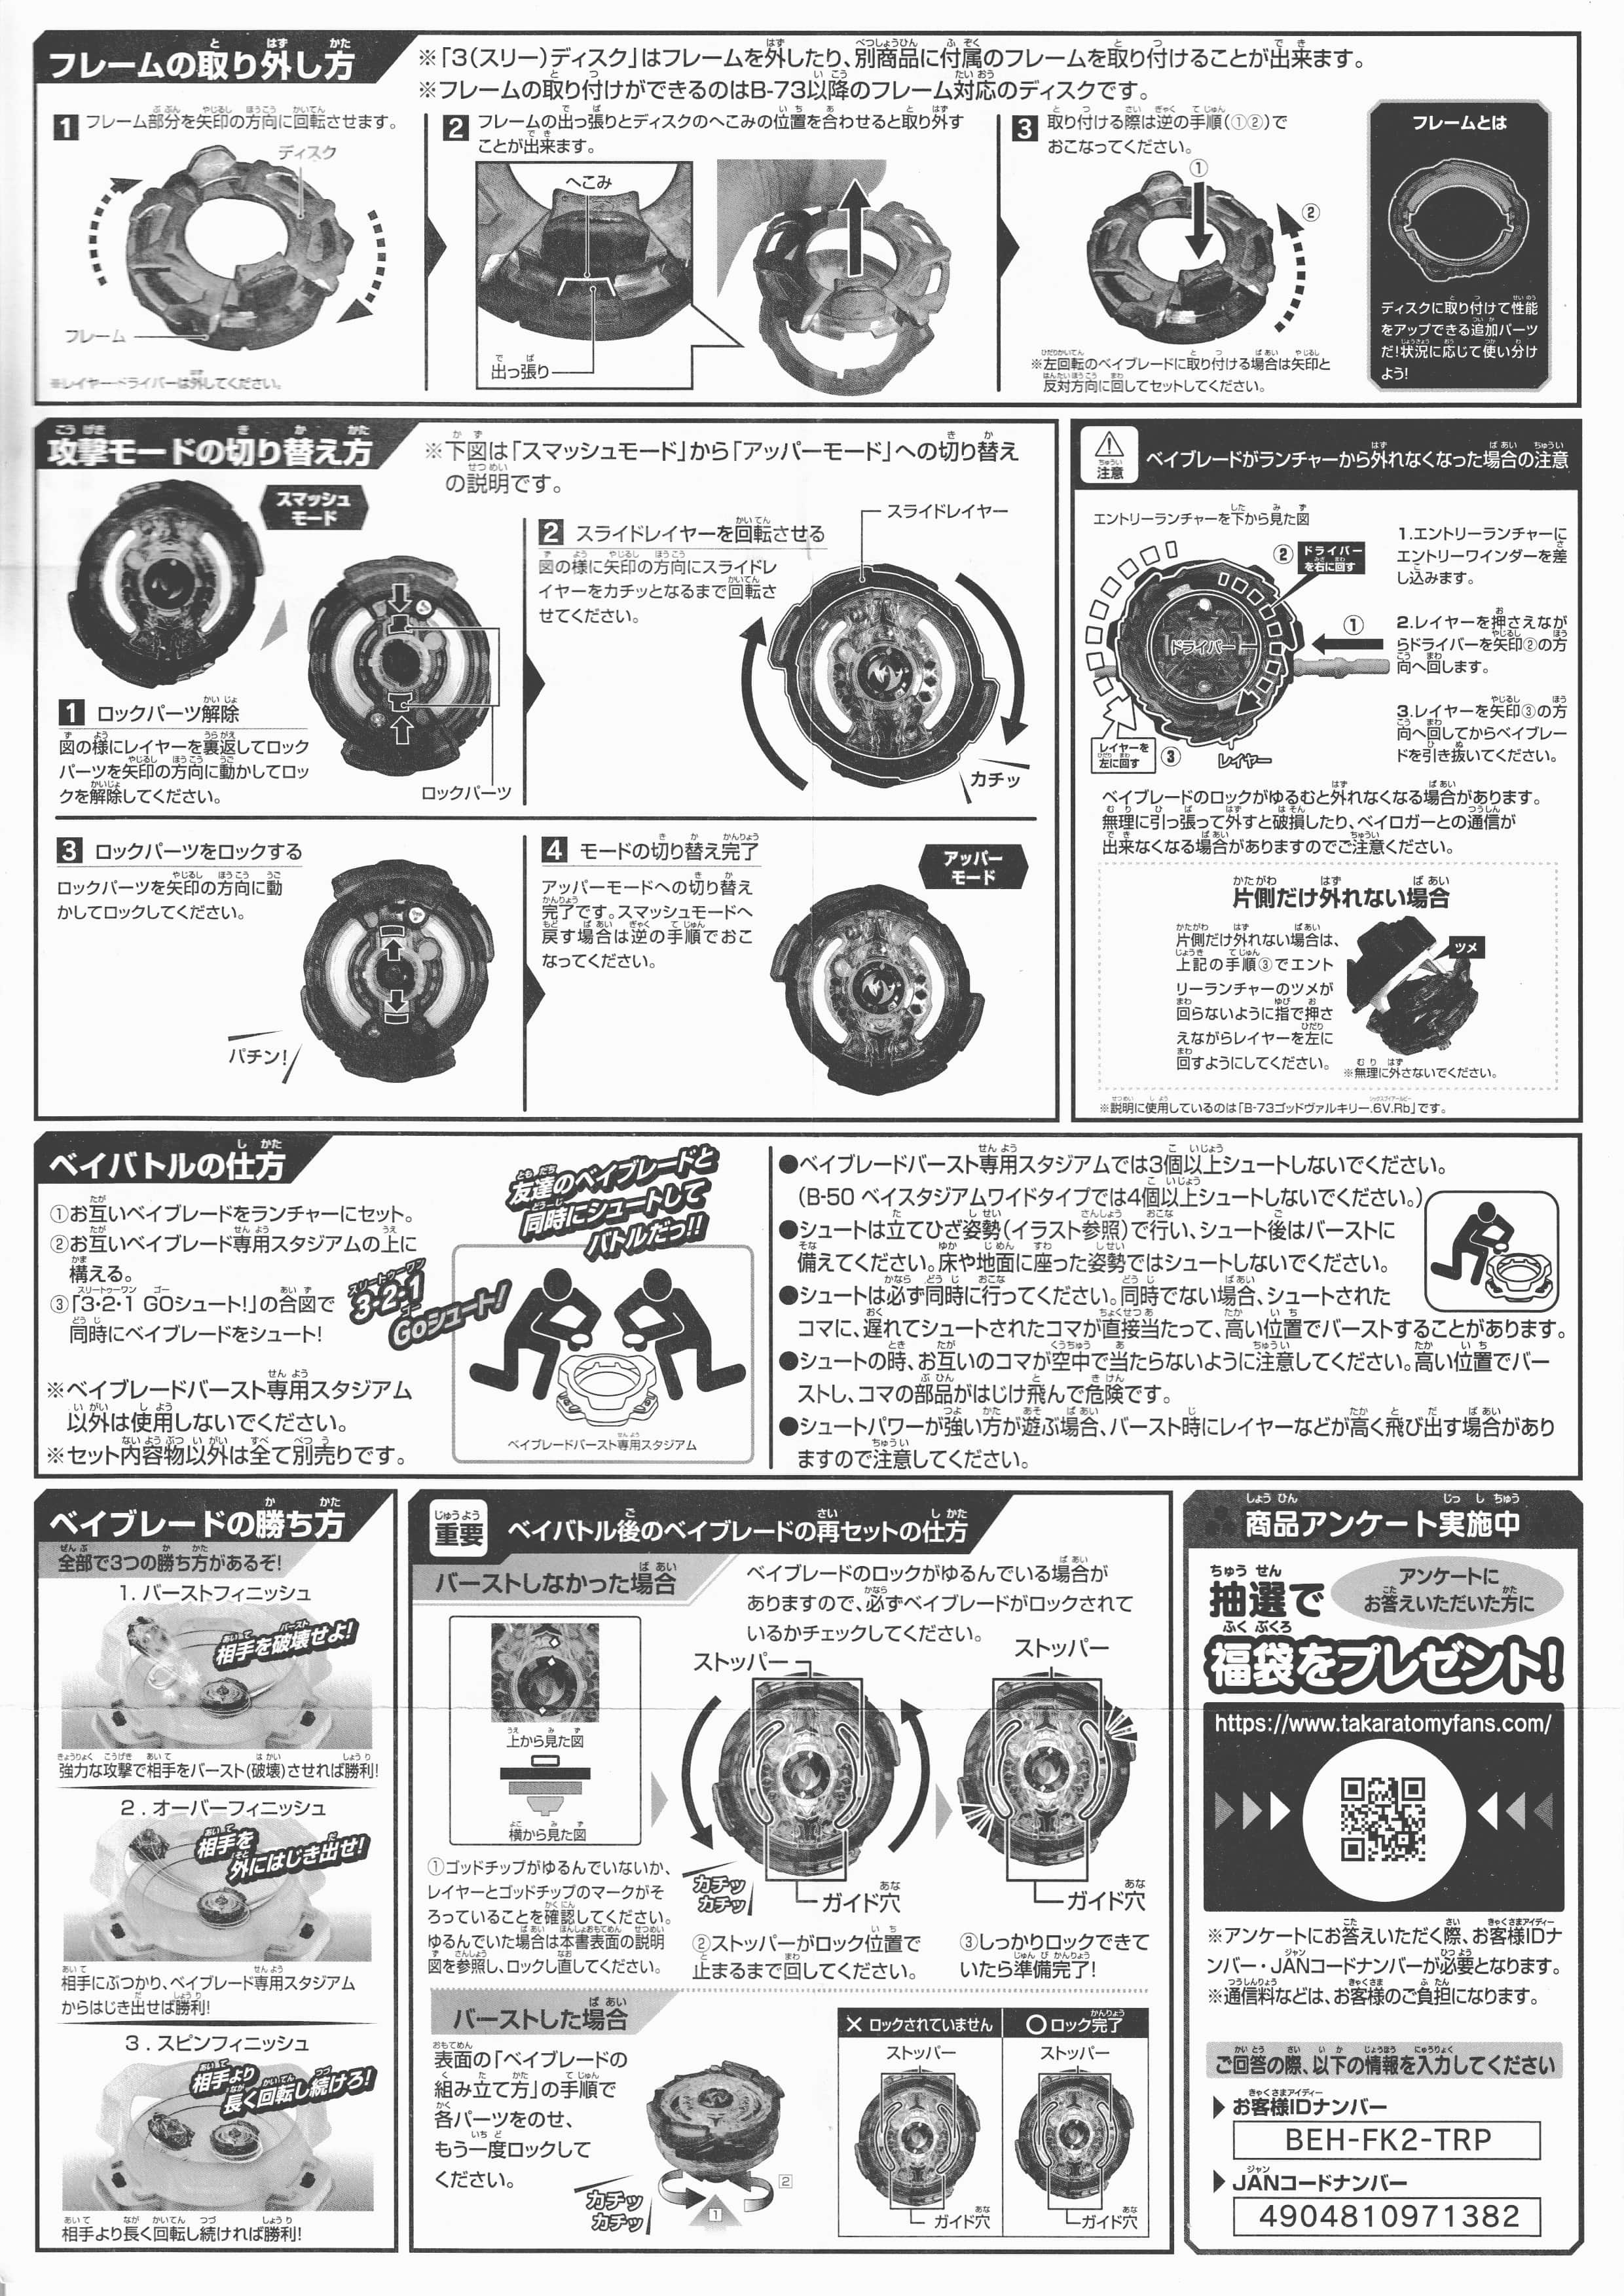 フレームの取り外し方
※「3(スリー)ディスク」はフレームを外したり、別商品に付属のフレームを取り付けることが出来ます。
※フレームの取り付けができるのはB-73以降のフレーム対応のディスクです。
1 フレーム部分を矢印の方向に回転させます。
ディスク
フレーム
※レイヤードライバーは外してください。
2 フレームの出っ張りとディスクのへこみの位置を合わせると取り外す
ことが出来ます。
へこみ
出っ張り
3 取り付ける際は逆の手順(①②)で
おこなってください。
①
②
※左回転のベイブレードに取り付ける場合は矢印と
反対方向に回してセットしてください。
フレームとは
ディスクに取り付けて性能
をアップできる追加パーツ
だ!状況に応じて使い分け
よう!
攻撃モードの切り替え方
※下図は「スマッシュモード」から「アッパーモード」への切り替え
の説明です。
スマッシュ
モード
1 ロックパーツ解除
図の様にレイヤーを裏返してロック
パーツを矢印の方向に動かしてロッ
クを解除してください。
ロックパーツ
2 スライドレイヤーを回転させる
図の様に矢印の方向にスライドレ
イヤーをカチッとなるまで回転さ
せてください。
スライドレイヤー
カチッ
3 ロックパーツをロックする
ロックパーツを矢印の方向に動
かしてロックしてください。
パチン!
4 モードの切り替え完了
アッパーモードへの切り替え
完了です。スマッシュモードへ
戻す場合は逆の手順でおこ
なってください。
アッパー
モード
注意
ベイブレードがランチャーから外れなくなった場合の注意
エントリーランチャーを下から見た図
② ドライバー
を右に回す
ドライバー
①
レイヤーを
左に回す
③
レイヤー
1.エントリーランチャーに
エントリーワインダーを差
し込みます。
2.レイヤーを押さえなが
らドライバーを矢印②の方
向へ回します。
3.レイヤーを矢印③の方
向へ回してからベイブレー
ドを引き抜いてください。
ベイブレードのロックがゆるむと外れなくなる場合があります。
無理に引っ張って外すと破損したり、ベイロガーとの通信が
出来なくなる場合がありますのでご注意ください。
片側だけ外れない場合
片側だけ外れない場合は、
上記の手順③でエント
リーランチャーのツメが
回らないように指で押さ
えながらレイヤーを左に
回すようにしてください。
ツメ
※無理に外さないでください。
※説明に使用しているのは「B-73ゴッドヴァルキリー.6V.Rb」です。
ベイバトルの仕方
①お互いベイブレードをランチャーにセット。
②お互いベイブレード専用スタジアムの上に
構える。
③「3・2・1 GOシュート!」の合図で
同時にベイブレードをシュート!
※ベイブレードバースト専用スタジアム
以外は使用しないでください。
※セット内容物以外は全て別売りです。
友達のベイブレードと
同時にシュートして
バトルだっ!!
3・2・1
Goシュート!
ベイブレードバースト専用スタジアム
●ベイブレードバースト専用スタジアムでは3個以上シュートしないでください。
(B-50 ベイスタジアムワイドタイプでは4個以上シュートしないでください。)
●シュートは立てひざ姿勢(イラスト参照)で行い、シュート後はバーストに
備えてください。床や地面に座った姿勢ではシュートしないでください。
●シュートは必ず同時に行ってください。同時でない場合、シュートされた
コマに、遅れてシュートされたコマが直接当たって、高い位置でバーストすることがあります。
●シュートの時、お互いのコマが空中で当たらないように注意してください。高い位置でバー
ストし、コマの部品がはじけ飛んで危険です。
●シュートパワーが強い方が遊ぶ場合、バースト時にレイヤーなどが高く飛び出す場合があり
ますので注意してください。
ベイブレードの勝ち方
全部で3つの勝ち方があるぞ!
1. バーストフィニッシュ
相手を破壊せよ!
強力な攻撃で相手をバースト(破壊)させれば勝利!
2 . オーバーフィニッシュ
相手を
外にはじき出せ!
相手にぶつかり、ベイブレード専用スタジアム
からはじき出せば勝利!
3 . スピンフィニッシュ
相手より
長く回転し続けろ!
相手より長く回転し続ければ勝利!
重要
ベイバトル後のベイブレードの再セットの仕方
バーストしなかった場合
ベイブレードのロックがゆるんでいる場合が
ありますので、必ずベイブレードがロックされて
いるかチェックしてください。
上から見た図
横から見た図
①ゴッドチップがゆるんでいないか、
レイヤーとゴッドチップのマークがそ
ろっていることを確認してください。
ゆるんでいた場合は本書表面の説明
図を参照し、ロックし直してください。
ストッパー
カチッ
カチッ
ガイド穴
②ストッパーがロック位置で
止まるまで回してください。
ストッパー
ガイド穴
③しっかりロックできて
いたら準備完了!
バーストした場合
表面の「ベイブレードの
組み立て方」の手順で
各パーツをのせ、
もう一度ロックして
ください。
カチッ
カチッ
1
2
× ロックされていません
ストッパー
ガイド穴
○ ロック完了
ストッパー
ガイド穴
商品アンケート実施中
アンケートに
お答えいただいた方に
抽選で
福袋をプレゼント!
https://www.takaratomyfans.com/
※アンケートにお答えいただく際、お客様IDナ
ンバー・JANコードナンバーが必要となります。
※通信料などは、お客様のご負担になります。
ご回答の際、以下の情報を入力してください
お客様IDナンバー
BEH-FK2-TRP
JANコードナンバー
4904810971382